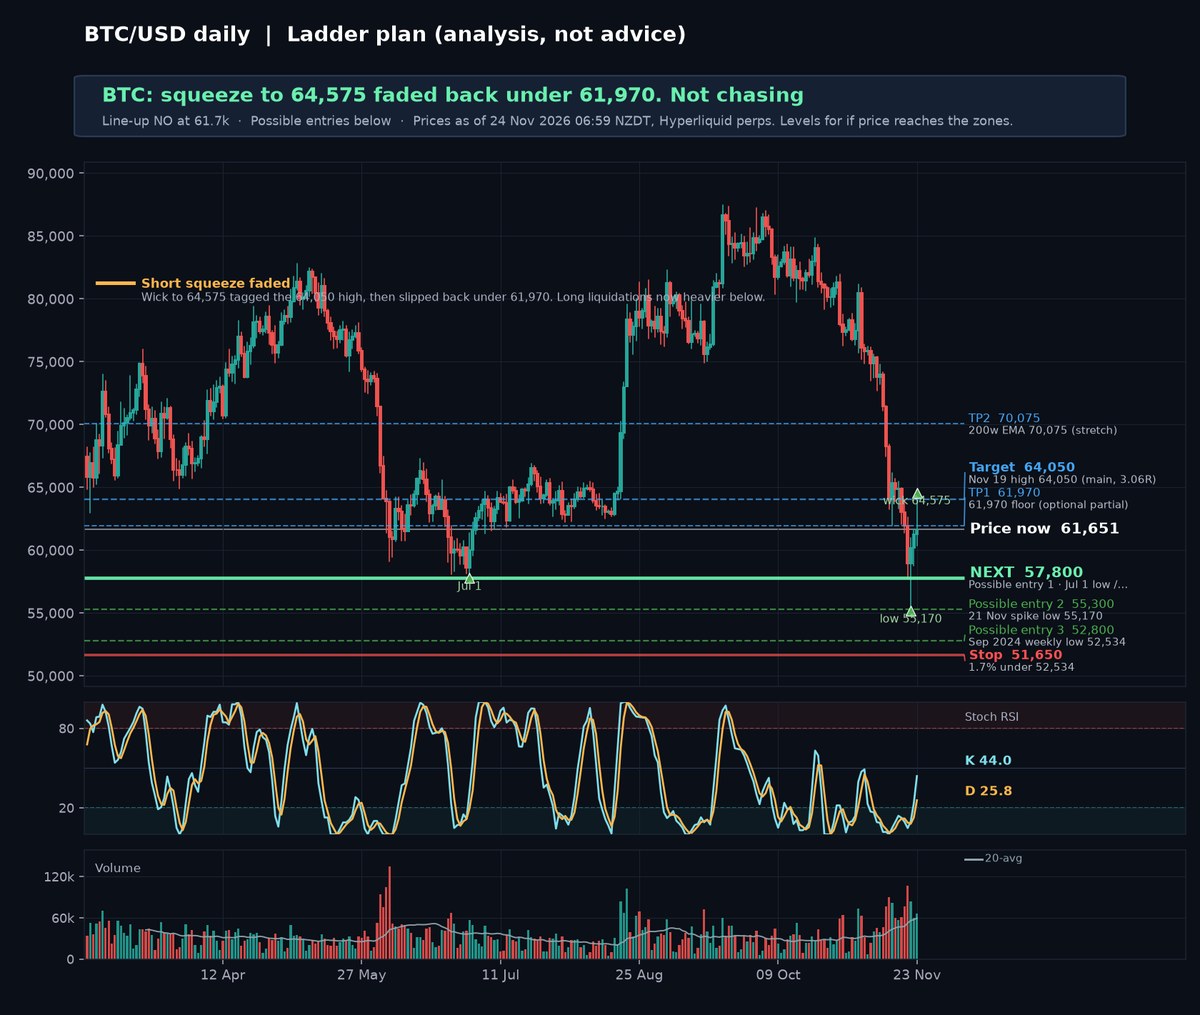 BTC/USD daily | Ladder plan (analysis, not advice)
BTC: squeeze to 64,575 faded back under 61,970. Not chasing
Line-up NO at 61.7k · Possible entries below · Prices as of 24 Nov 2026 06:59 NZDT, Hyperliquid perps. Levels for if price reaches the zones.
90,000
85,000
80,000
75,000
70,000
65,000
60,000
55,000
50,000
Short squeeze faded
Wick to 64,575 tagged the 64,050 high, then slipped back under 61,970. Long liquidations now heavier below.
TP2 70,075
200w EMA 70,075 (stretch)
Target 64,050
Nov 19 high 64,050 (main, 3.06R)
TP1 61,970
61,970 floor (optional partial)
wick 64,575
Price now 61,651
NEXT 57,800
Possible entry 1 · Jul 1 low /...
Jul 1
Possible entry 2 55,300
21 Nov spike low 55,170
low 55,170
Possible entry 3 52,800
Sep 2024 weekly low 52,534
Stop 51,650
1.7% under 52,534
80
20
Stoch RSI
K 44.0
D 25.8
Volume
20-avg
120k
60k
0
12 Apr
27 May
11 Jul
25 Aug
09 Oct
23 Nov